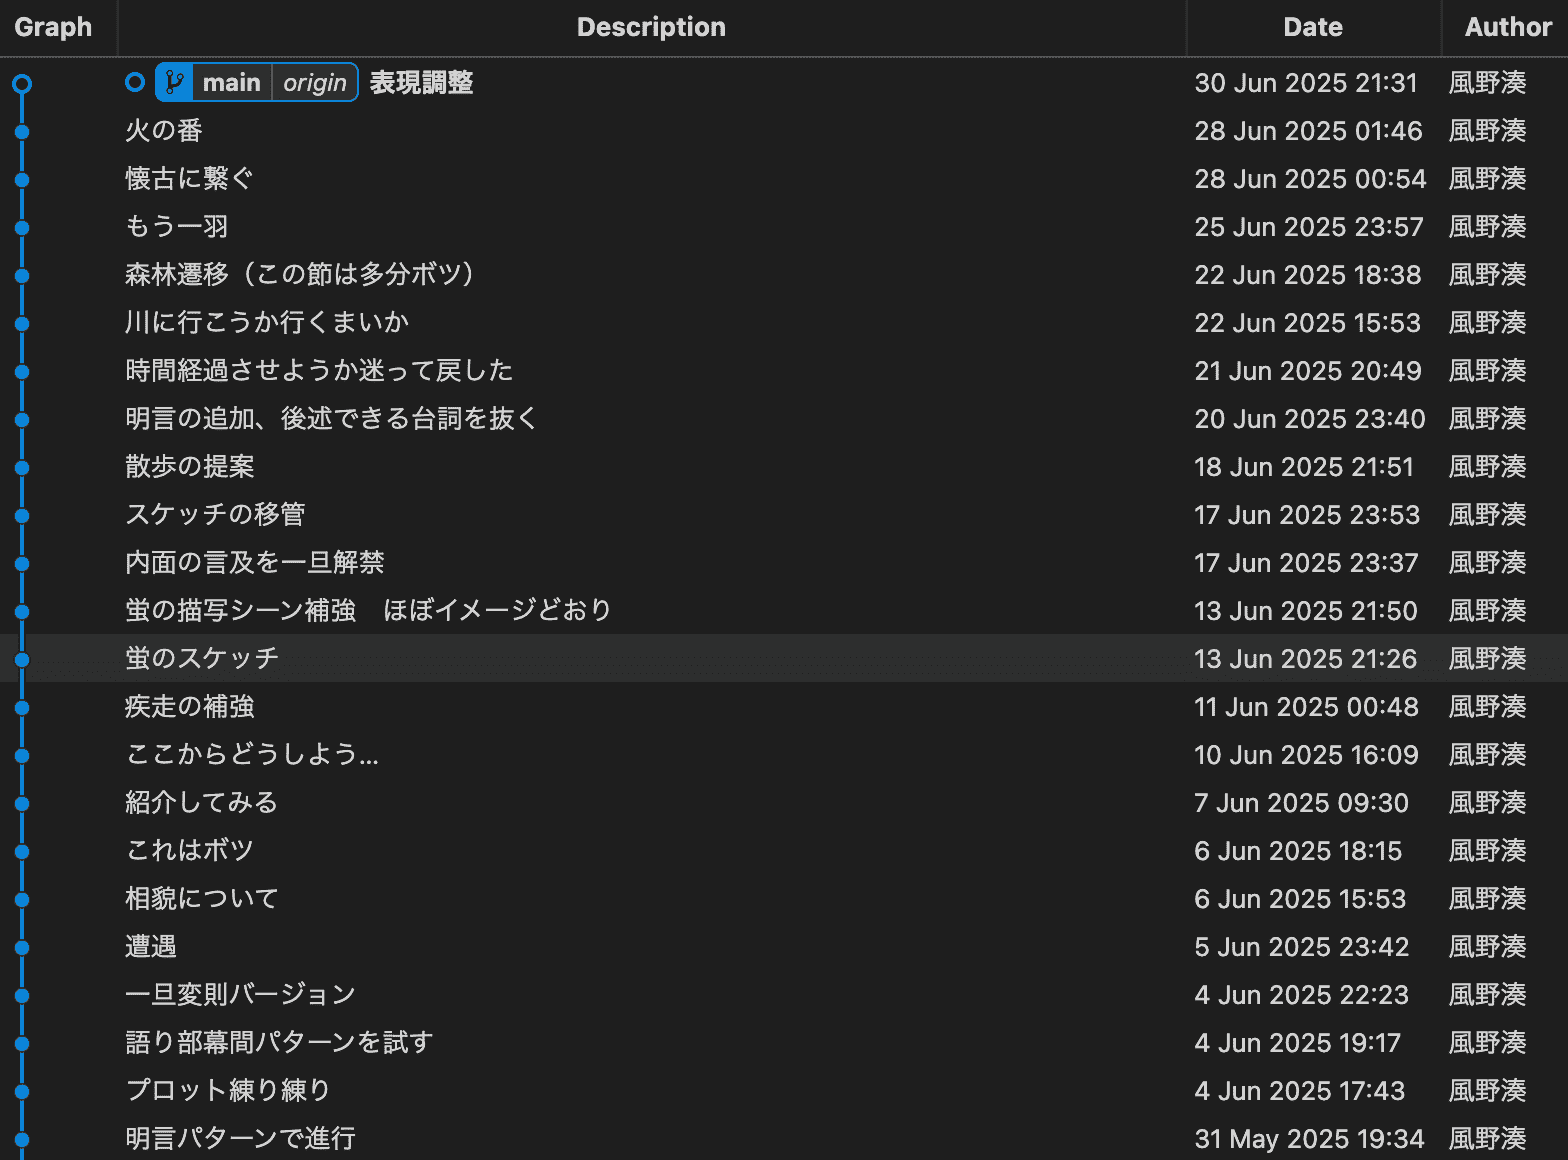 Graph Description Date Author
main origin 表現調整 30 Jun 2025 21:31 風野湊
火の番 28 Jun 2025 01:46 風野湊
懐古に繋ぐ 28 Jun 2025 00:54 風野湊
もう一羽 25 Jun 2025 23:57 風野湊
森林遷移（この節は多分ボツ） 22 Jun 2025 18:38 風野湊
川に行こうか行くまいか 22 Jun 2025 15:53 風野湊
時間経過させようか迷って戻した 21 Jun 2025 20:49 風野湊
明言の追加、後述できる台詞を抜く 20 Jun 2025 23:40 風野湊
散歩の提案 18 Jun 2025 21:51 風野湊
スケッチの移管 17 Jun 2025 23:53 風野湊
内面の言及を一旦解禁 17 Jun 2025 23:37 風野湊
蛍の描写シーン補強　ほぼイメージどおり 13 Jun 2025 21:50 風野湊
蛍のスケッチ 13 Jun 2025 21:26 風野湊
疾走の補強 11 Jun 2025 00:48 風野湊
ここからどうしよう... 10 Jun 2025 16:09 風野湊
紹介してみる 7 Jun 2025 09:30 風野湊
これはボツ 6 Jun 2025 18:15 風野湊
相貌について 6 Jun 2025 15:53 風野湊
遭遇 5 Jun 2025 23:42 風野湊
一旦変則バージョン 4 Jun 2025 22:23 風野湊
語り部幕間パターンを試す 4 Jun 2025 19:17 風野湊
プロット練り練り 4 Jun 2025 17:43 風野湊
明言パターンで進行 31 May 2025 19:34 風野湊